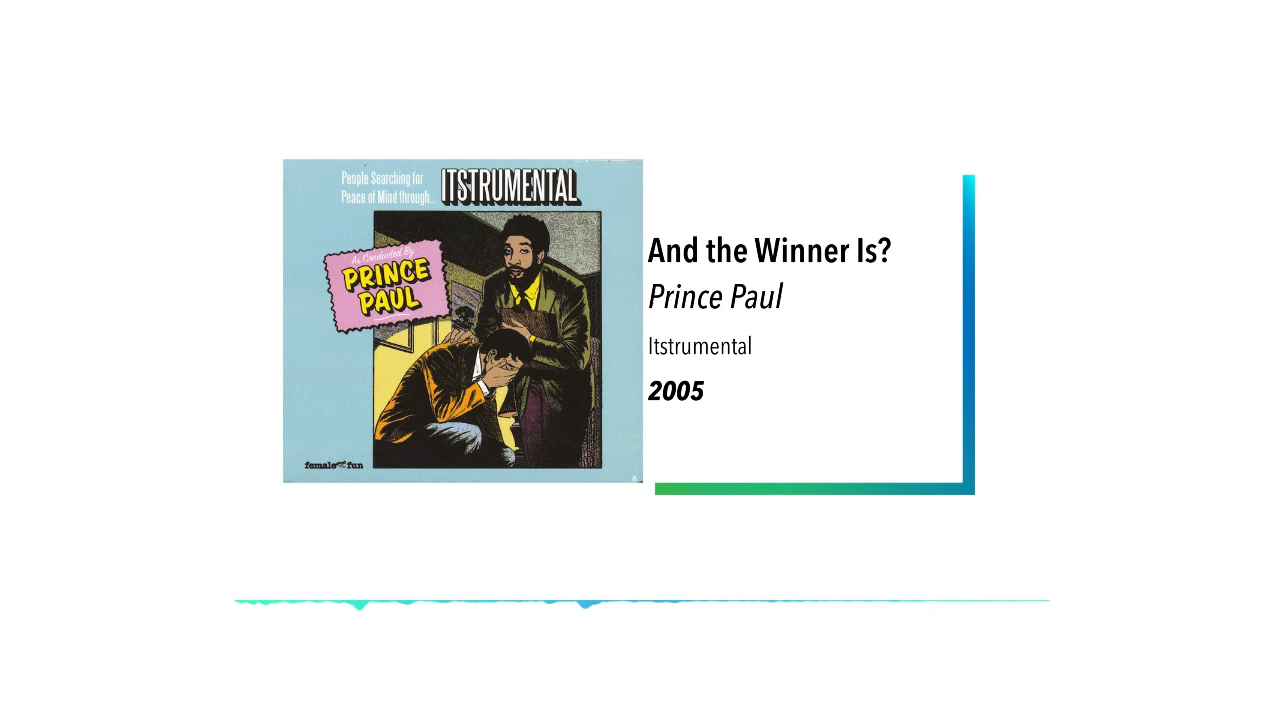 People Searching for
Peace of Mind through... ITSTRUMENTAL
As Conducted By
PRINCE
PAUL
female fun
And the Winner Is?
Prince Paul
Itstrumental
2005